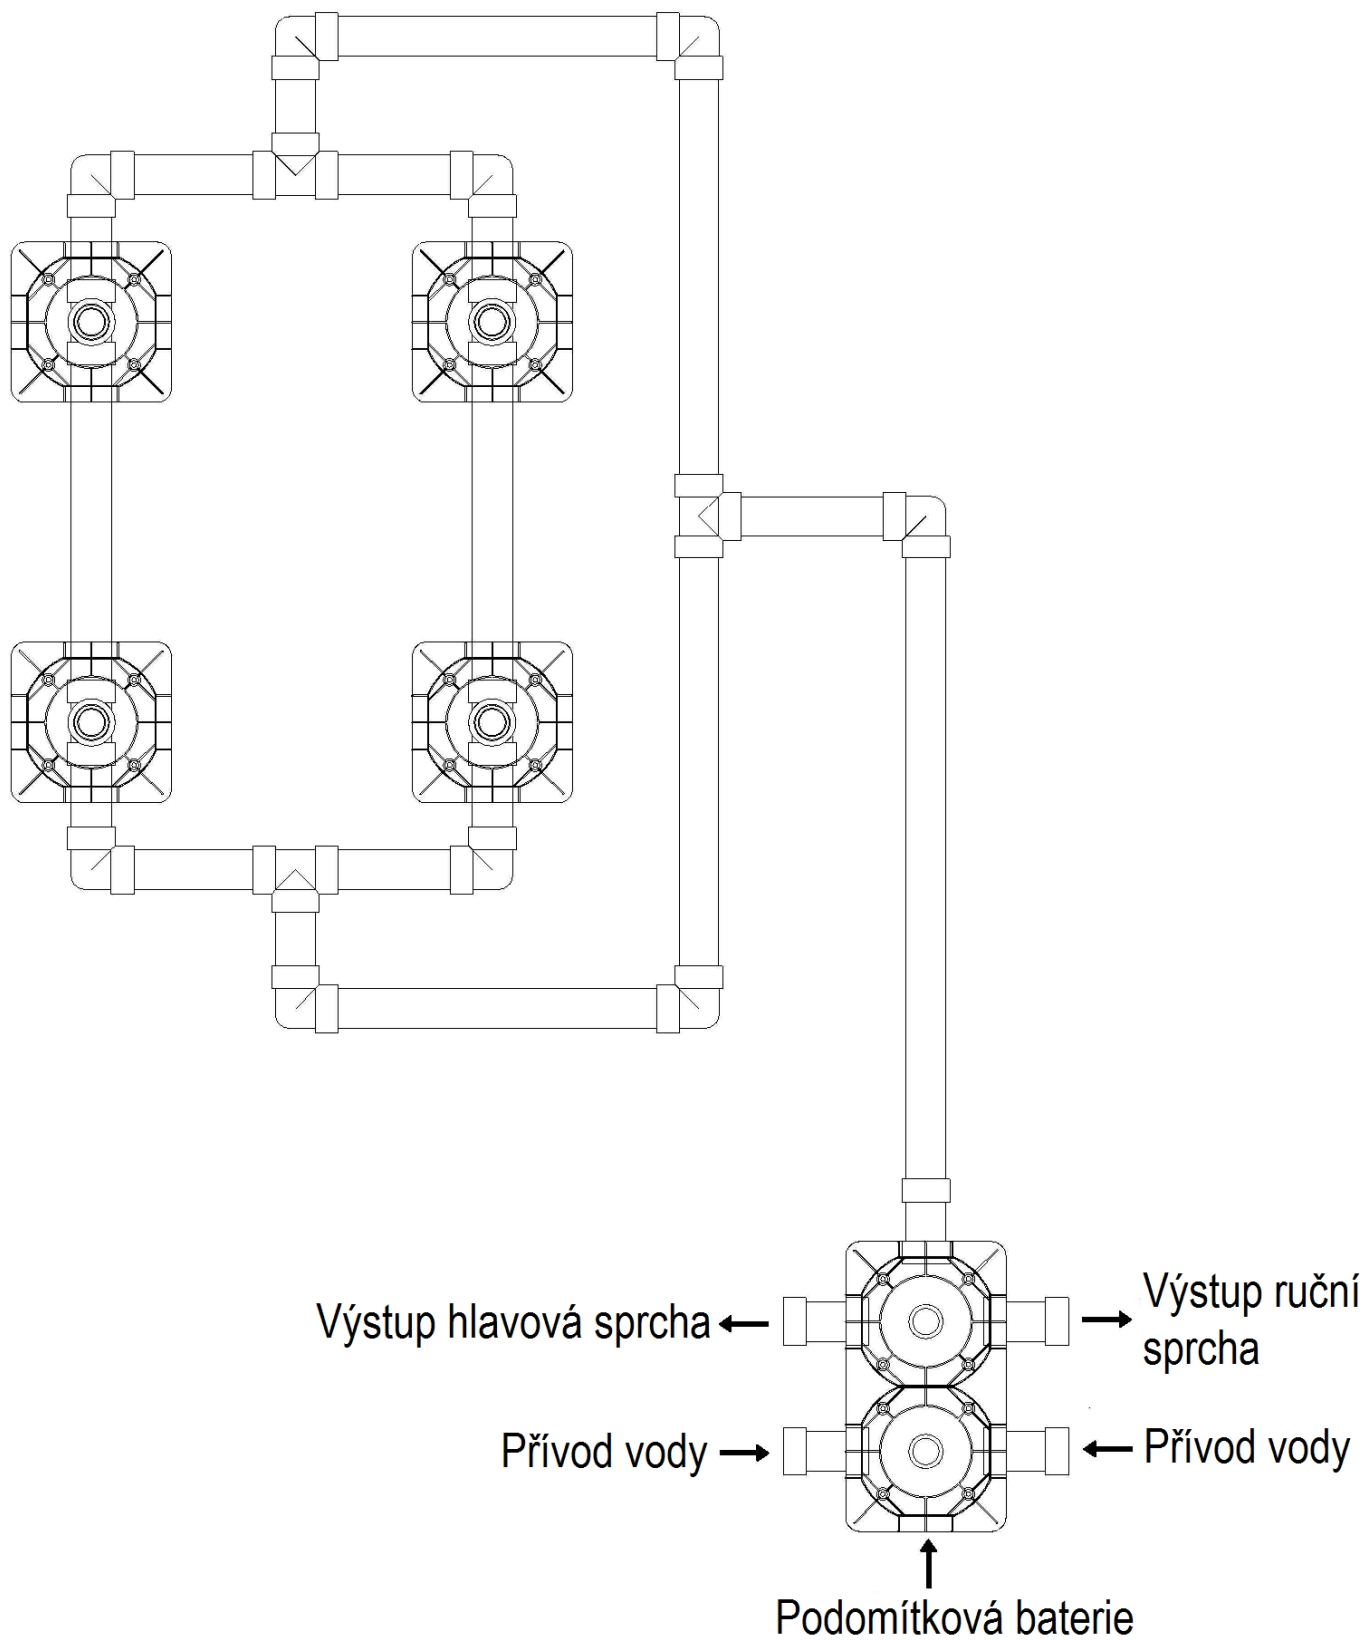 Výstup hlavová sprcha
Výstup ruční
sprcha
Přívod vody
Přívod vody
Podomítková baterie